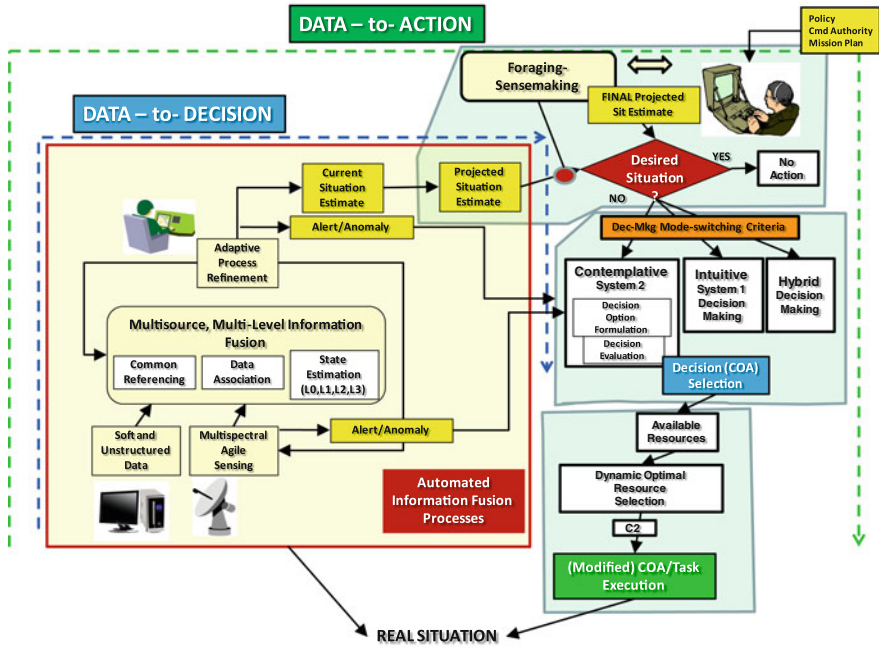 DATA – to- ACTION
Policy
Cmd Authority
Mission Plan
Foraging-
Sensemaking
FINAL Projected
Sit Estimate
DATA – to- DECISION
Desired
Situation
?
YES
NO
No
Action
Current
Situation
Estimate
Projected
Situation
Estimate
Alert/Anomaly
Adaptive
Process
Refinement
Dec-Mkg Mode-switching Criteria
Contemplative
System 2
Decision
Option
Formulation
Decision
Evaluation
Intuitive
System 1
Decision
Making
Hybrid
Decision
Making
Multisource, Multi-Level Information
Fusion
Common
Referencing
Data
Association
State
Estimation
(L0,L1,L2,L3)
Decision (COA)
Selection
Soft and
Unstructured
Data
Multispectral
Agile
Sensing
Alert/Anomaly
Available
Resources
Automated
Information Fusion
Processes
Dynamic Optimal
Resource
Selection
C2
(Modified) COA/Task
Execution
REAL SITUATION